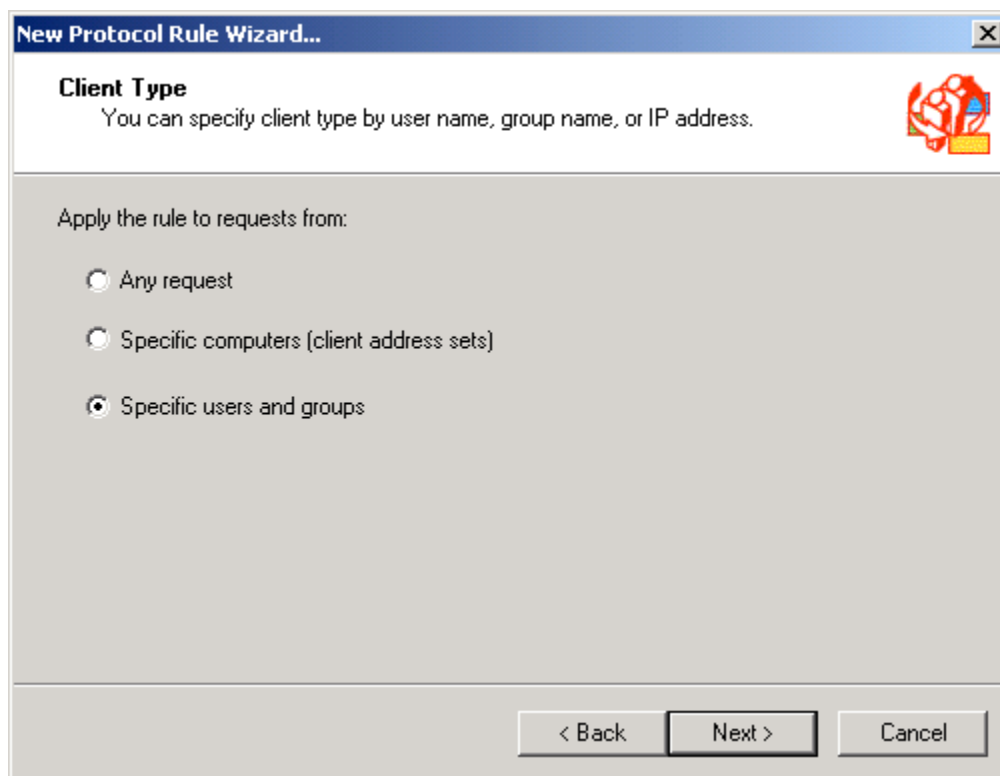 New Protocol Rule Wizard...
Client Type
You can specify client type by user name, group name, or IP address.
Apply the rule to requests from:
Any request
Specific computers (client address sets)
Specific users and groups
< Back
Next >
Cancel